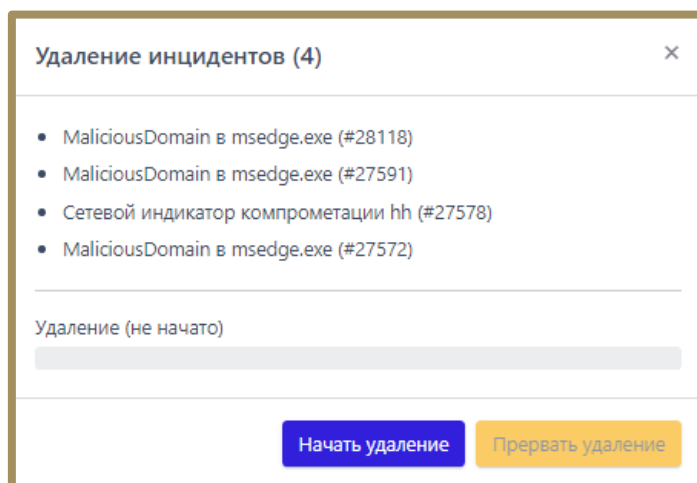 Удаление инцидентов (4)
×
• MaliciousDomain в msedge.exe (#28118)
• MaliciousDomain в msedge.exe (#27591)
• Сетевой индикатор компрометации hh (#27578)
• MaliciousDomain в msedge.exe (#27572)
Удаление (не начато)
Начать удаление
Прервать удаление